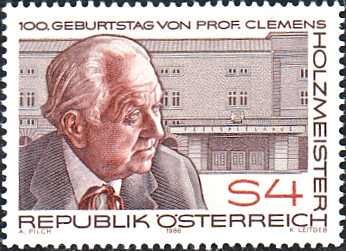 100. GEBURTSTAG VON PROF. CLEMENS
HOLZMEISTER
FESTSPIELHAUS
S4
REPUBLIK ÖSTERREICH
A. PILCH
1986
K. LEITGEB